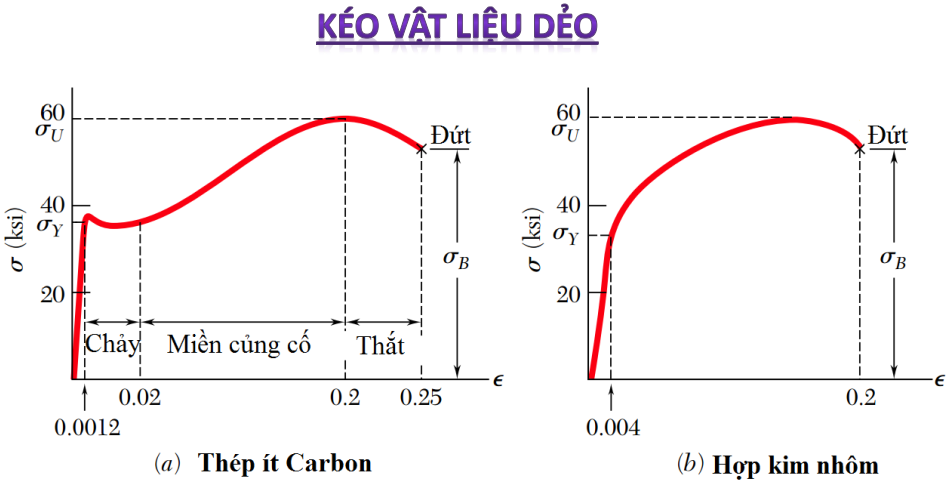 KÉO VẬT LIỆU DẺO
60
σU
Đứt
40
σY
σ (ksi)
σB
20
Chảy
Miền củng cố
Thắt
0.02
0.2
0.25
ϵ
0.0012
(a) Thép ít Carbon
60
σU
Đứt
40
σY
σ (ksi)
σB
20
0.2
ϵ
0.004
(b) Hợp kim nhôm